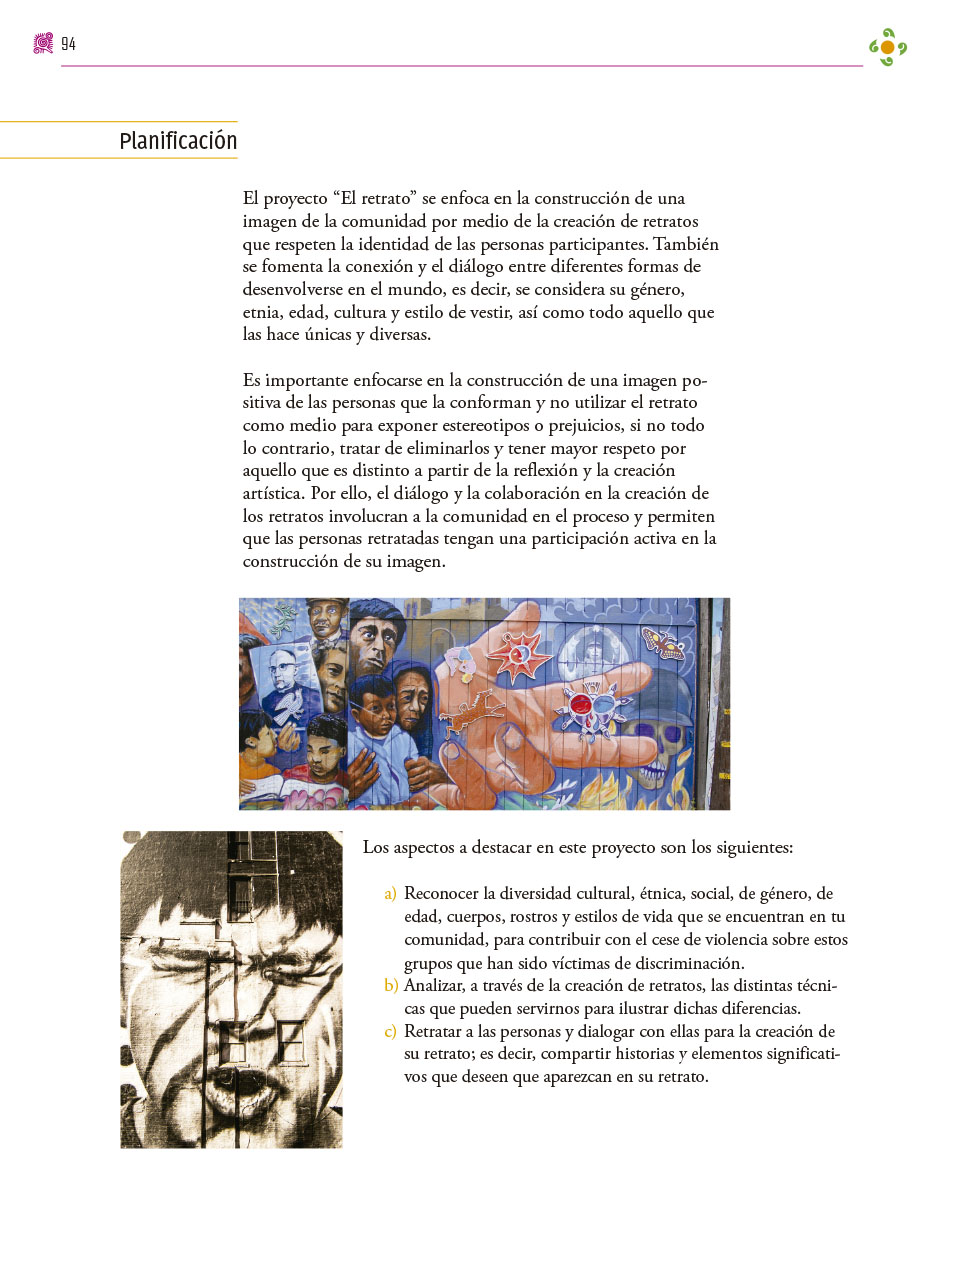 94
Planificación
El proyecto “El retrato” se enfoca en la construcción de una
imagen de la comunidad por medio de la creación de retratos
que respeten la identidad de las personas participantes. También
se fomenta la conexión y el diálogo entre diferentes formas de
desenvolverse en el mundo, es decir, se considera su género,
etnia, edad, cultura y estilo de vestir, así como todo aquello que
las hace únicas y diversas.
Es importante enfocarse en la construcción de una imagen po-
sitiva de las personas que la conforman y no utilizar el retrato
como medio para exponer estereotipos o prejuicios, si no todo
lo contrario, tratar de eliminarlos y tener mayor respeto por
aquello que es distinto a partir de la reflexión y la creación
artística. Por ello, el diálogo y la colaboración en la creación de
los retratos involucran a la comunidad en el proceso y permiten
que las personas retratadas tengan una participación activa en la
construcción de su imagen.
Los aspectos a destacar en este proyecto son los siguientes:
a) Reconocer la diversidad cultural, étnica, social, de género, de
edad, cuerpos, rostros y estilos de vida que se encuentran en tu
comunidad, para contribuir con el cese de violencia sobre estos
grupos que han sido víctimas de discriminación.
b) Analizar, a través de la creación de retratos, las distintas técni-
cas que pueden servirnos para ilustrar dichas diferencias.
c) Retratar a las personas y dialogar con ellas para la creación de
su retrato; es decir, compartir historias y elementos significati-
vos que deseen que aparezcan en su retrato.